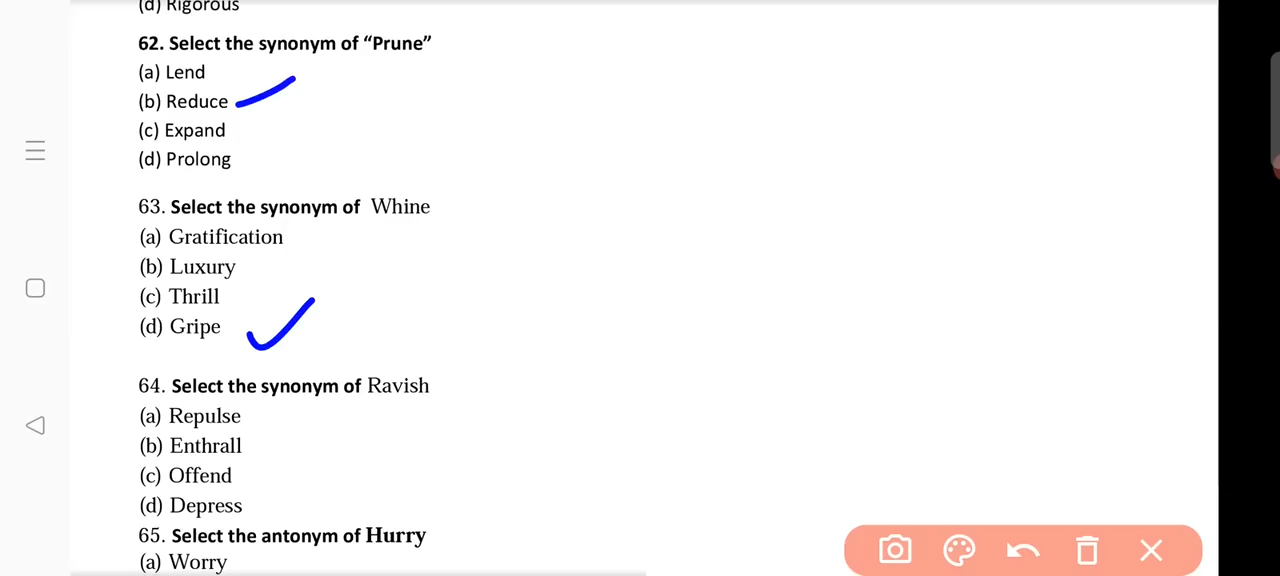 (d) Rigorous
62. Select the synonym of “Prune”
(a) Lend
(b) Reduce
(c) Expand
(d) Prolong
63. Select the synonym of Whine
(a) Gratification
(b) Luxury
(c) Thrill
(d) Gripe
64. Select the synonym of Ravish
(a) Repulse
(b) Enthrall
(c) Offend
(d) Depress
65. Select the antonym of Hurry
(a) Worry